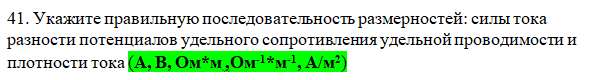 41. Укажите правильную последовательность размерностей: силы тока
разности потенциалов удельного сопротивления удельной проводимости и
плотности тока (А, В, Ом*м ,Ом⁻¹*м⁻¹, А/м²)